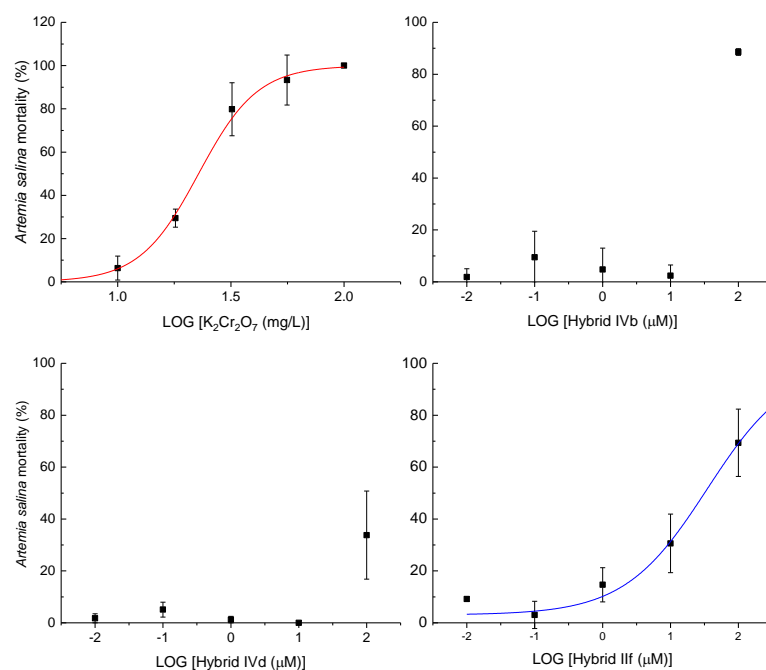 120
100
80
60
40
20
0
Artemia salina mortality (%)
1.0 1.5 2.0
LOG [K₂Cr₂O₇ (mg/L)]
100
80
60
40
20
0
-2 -1 0 1 2
LOG [Hybrid IVb (μM)]
100
80
60
40
20
0
Artemia salina mortality (%)
-2 -1 0 1 2
LOG [Hybrid IVd (μM)]
100
80
60
40
20
0
-2 -1 0 1 2
LOG [Hybrid IIf (μM)]